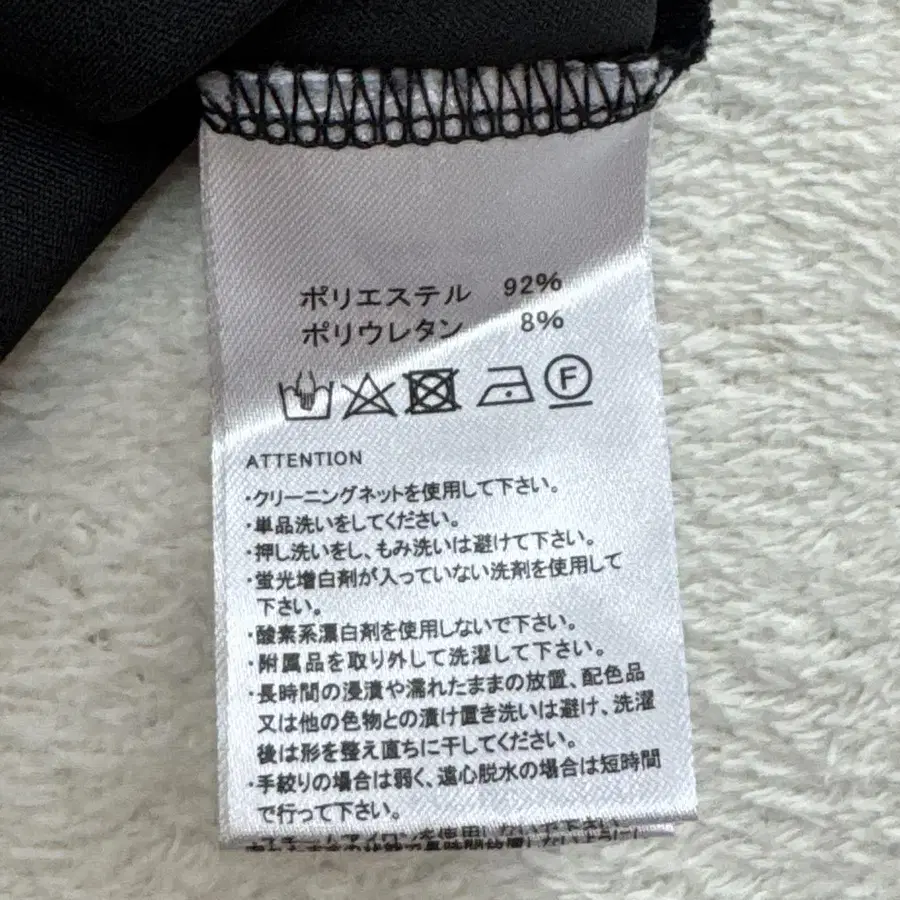 ポリエステル 92%
ポリウレタン 8%
F
ATTENTION
・クリーニングネットを使用して下さい。
・単品洗いをしてください。
・押し洗いをし、もみ洗いは避けて下さい。
・蛍光増白剤が入っていない洗剤を使用して
下さい。
・酸素系漂白剤を使用しないで下さい。
・附属品を取り外して洗濯して下さい。
・長時間の浸漬や濡れたままの放置、配色品
又は他の色物との漬け置き洗いは避け、洗濯
後は形を整え直ちに干してください。
・手絞りの場合は弱く、遠心脱水の場合は短時間
で行って下さい。